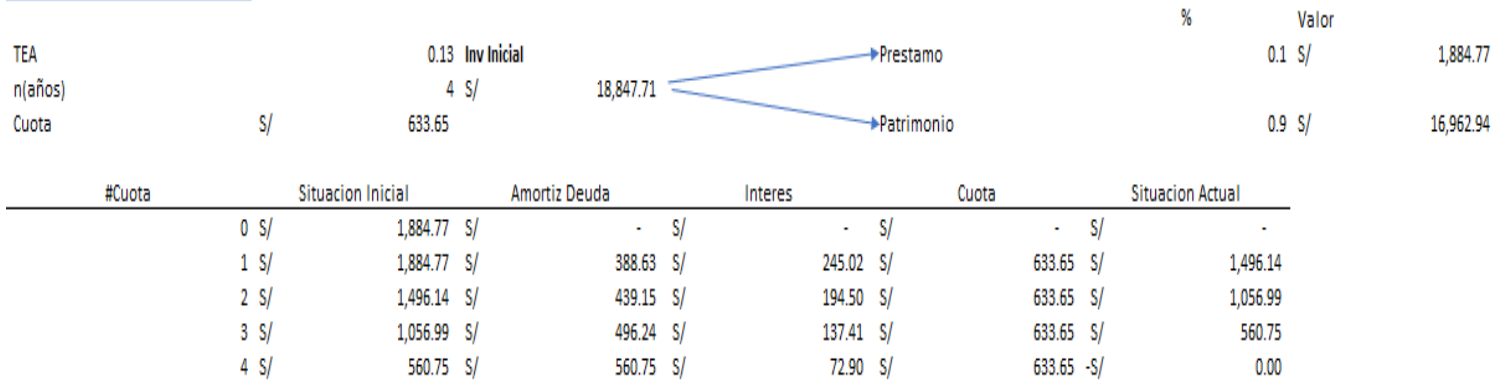 % Valor
TEA 0.13 Inv Inicial Prestamo 0.1 S/ 1,884.77
n(años) 4 S/ 18,847.71
Cuota S/ 633.65 Patrimonio 0.9 S/ 16,962.94
#Cuota Situacion Inicial Amortiz Deuda Interes Cuota Situacion Actual
0 S/ 1,884.77 S/ - S/ - S/ - S/ -
1 S/ 1,884.77 S/ 388.63 S/ 245.02 S/ 633.65 S/ 1,496.14
2 S/ 1,496.14 S/ 439.15 S/ 194.50 S/ 633.65 S/ 1,056.99
3 S/ 1,056.99 S/ 496.24 S/ 137.41 S/ 633.65 S/ 560.75
4 S/ 560.75 S/ 560.75 S/ 72.90 S/ 633.65 -S/ 0.00